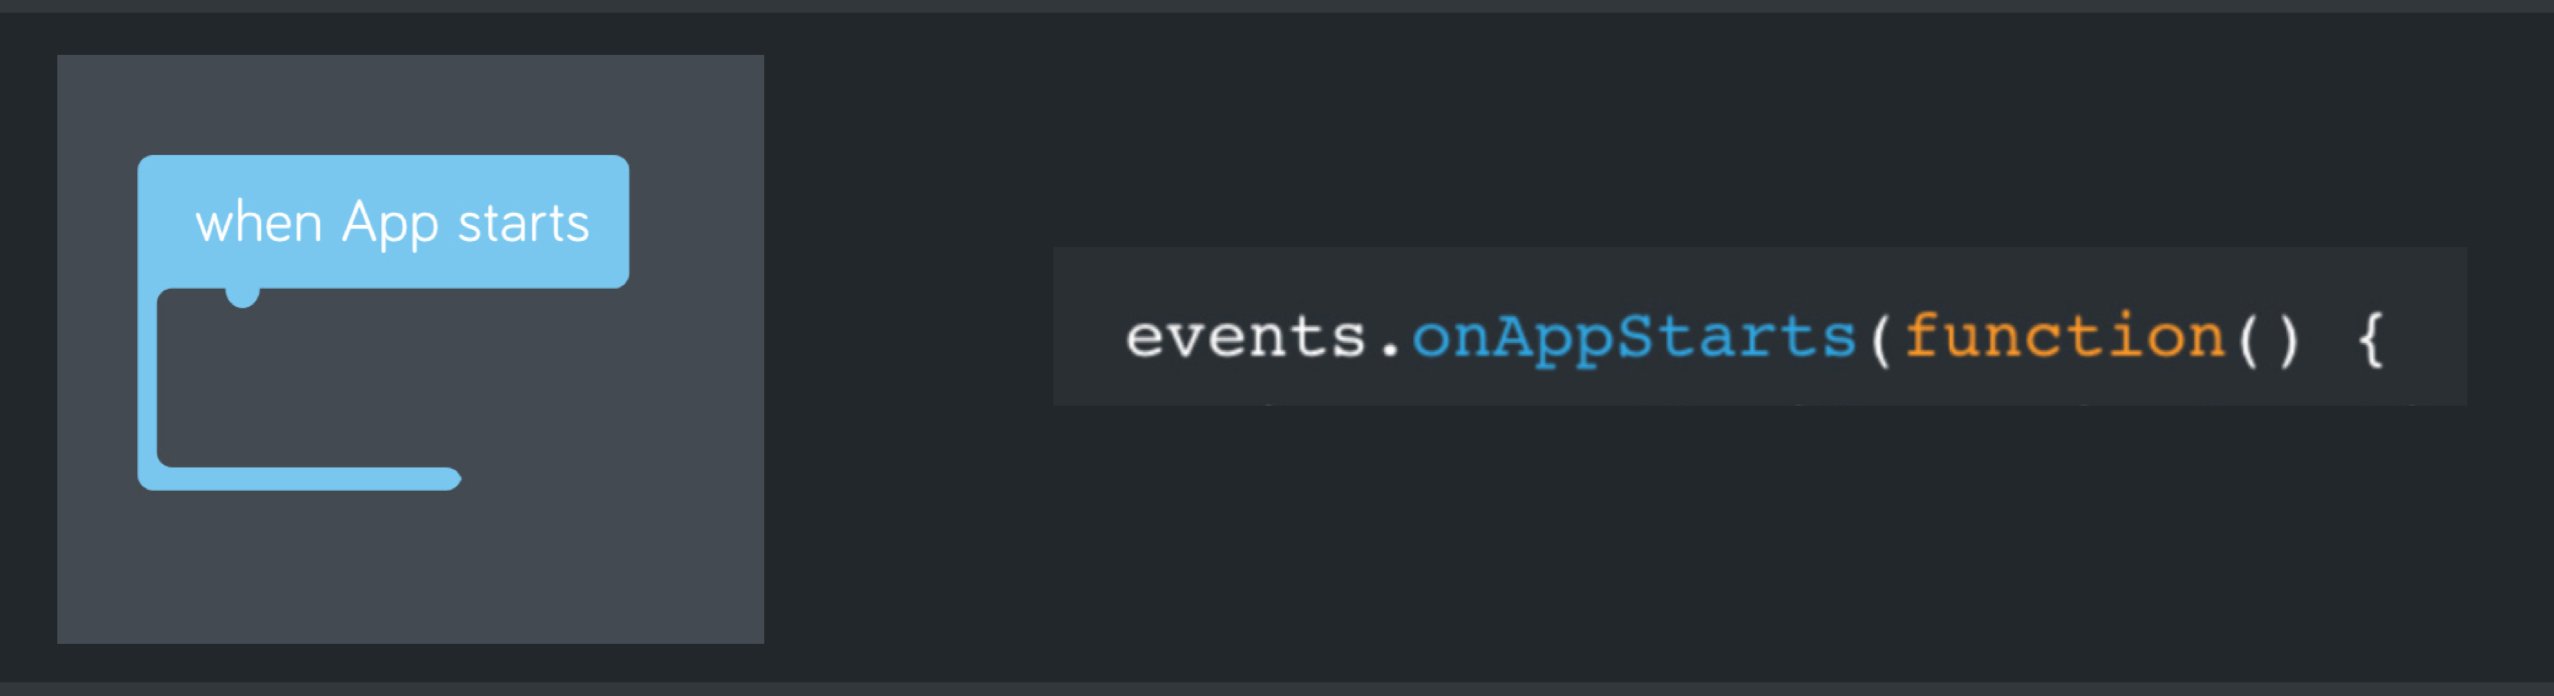 when App starts
events.onAppStarts(function() {